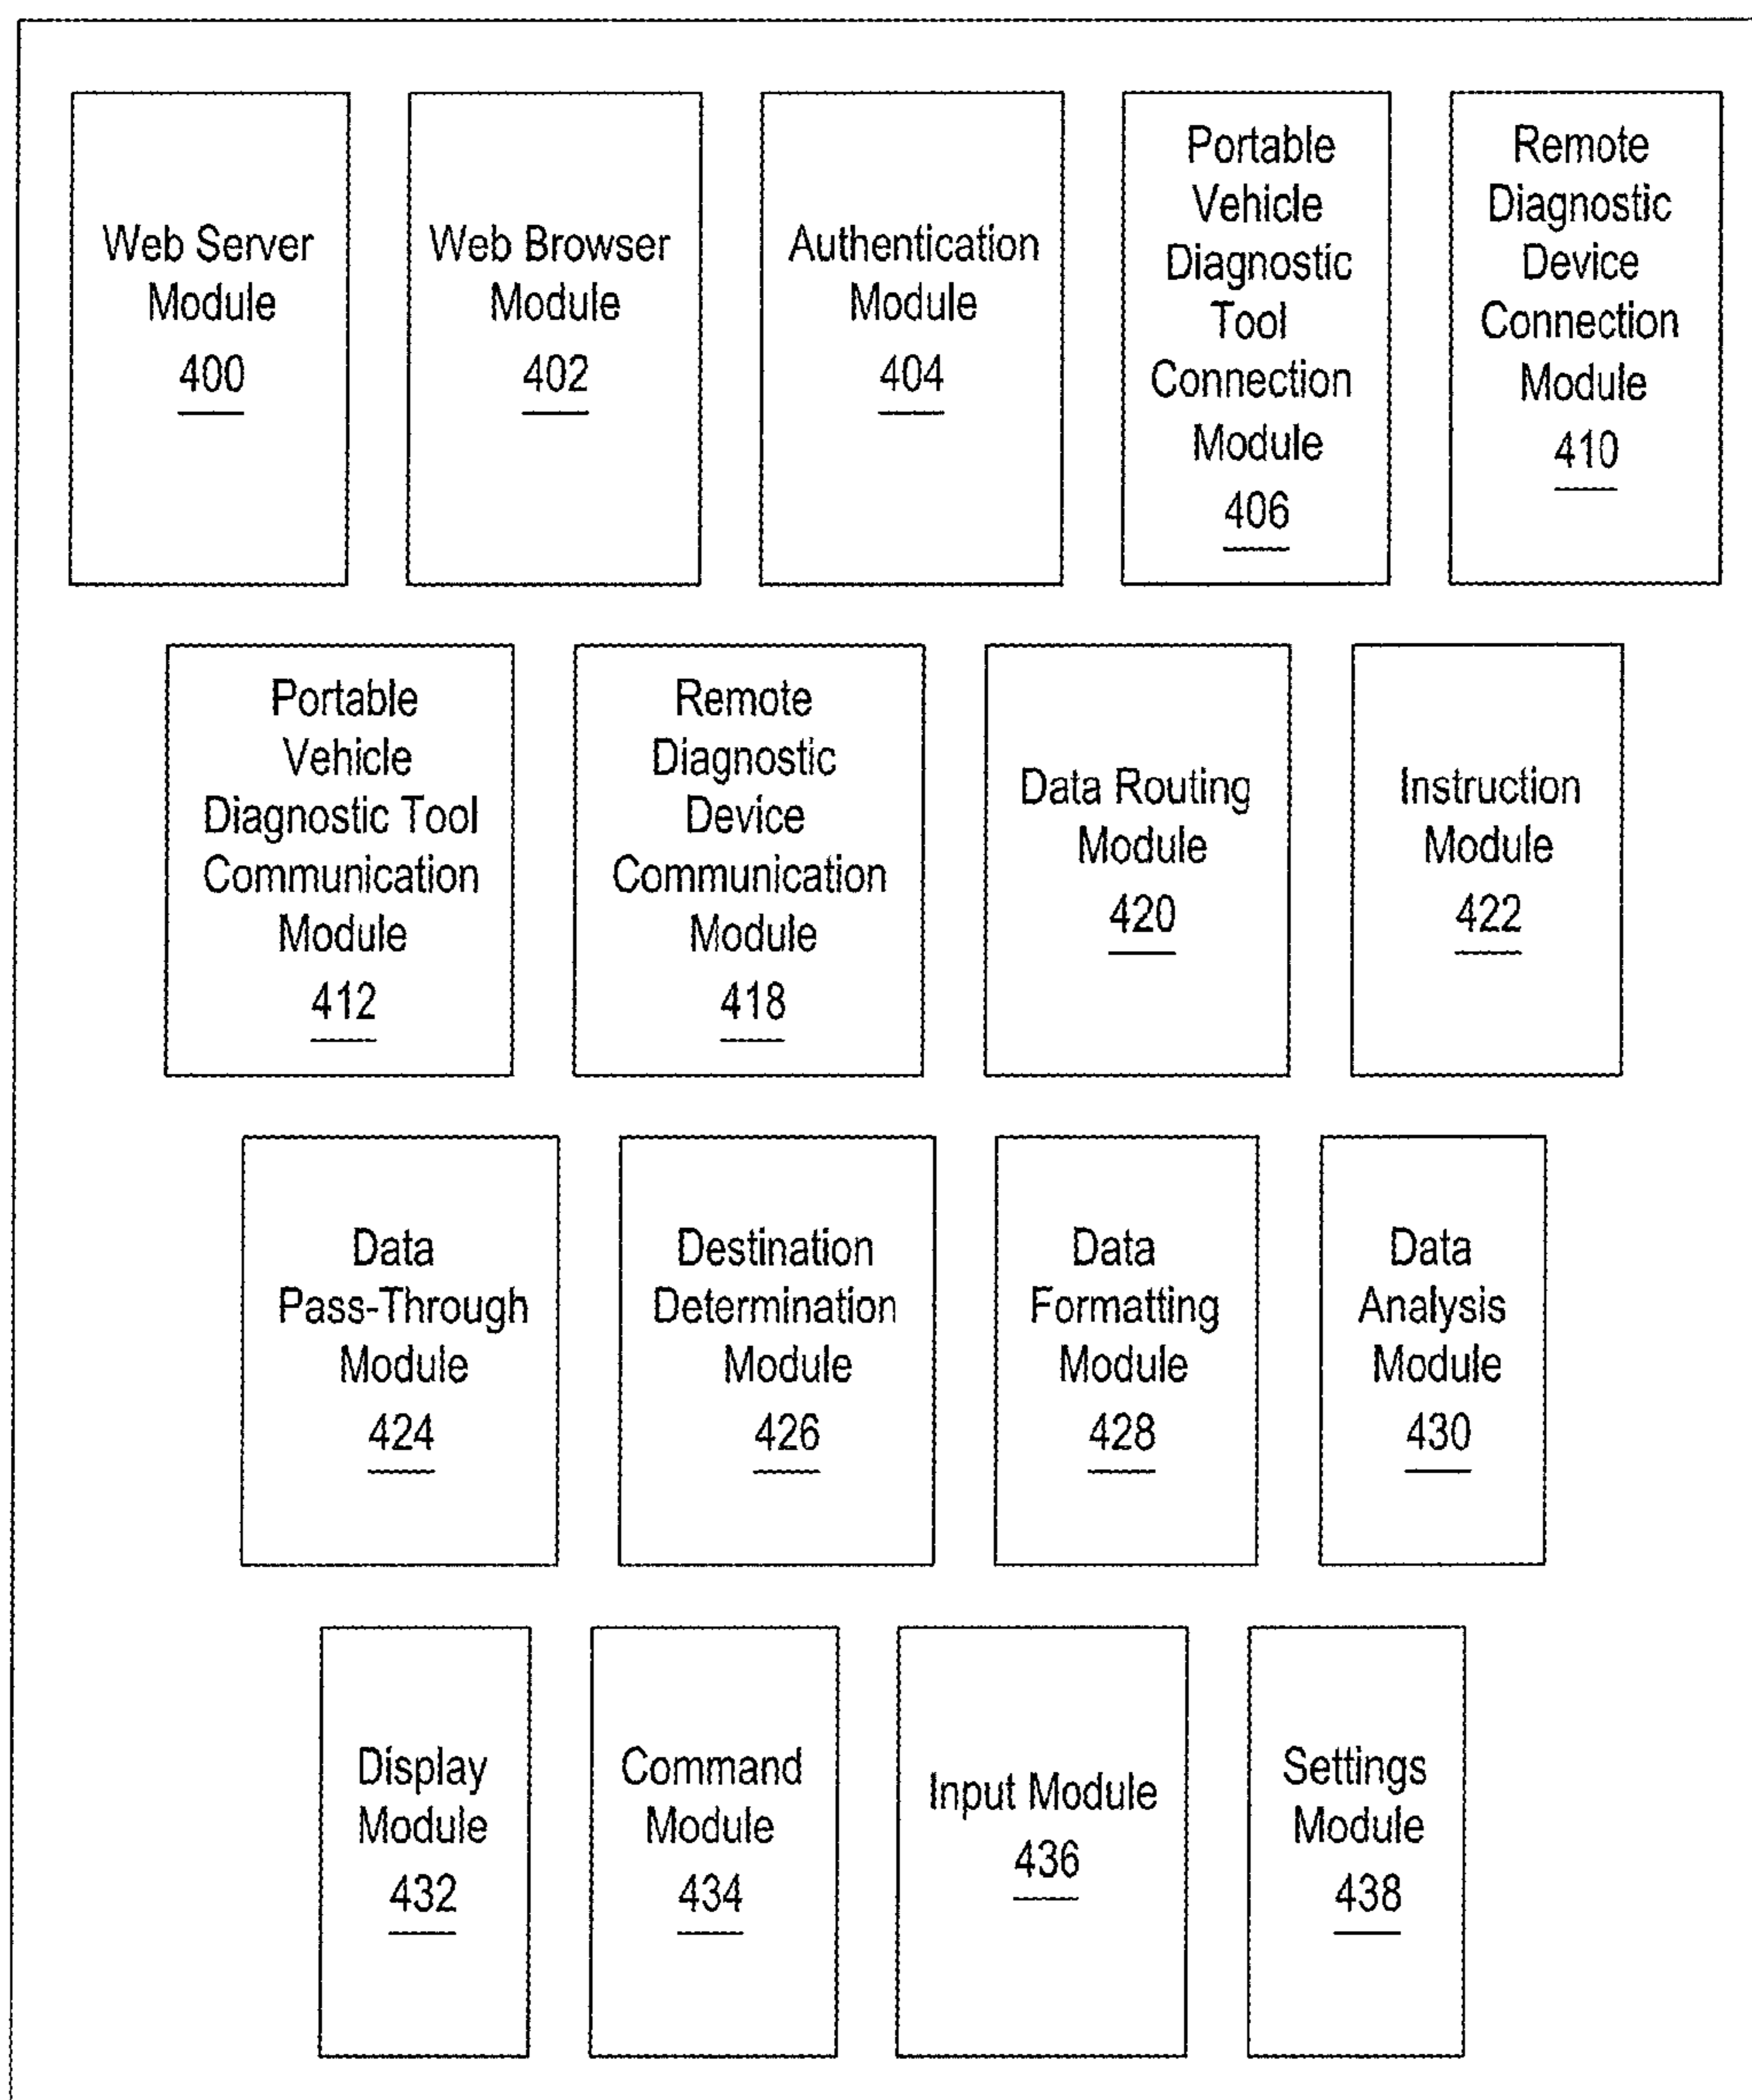 Web Server
Module
400
Web Browser
Module
402
Authentication
Module
404
Portable
Vehicle
Diagnostic
Tool
Connection
Module
406
Remote
Diagnostic
Device
Connection
Module
410
Portable
Vehicle
Diagnostic Tool
Communication
Module
412
Remote
Diagnostic
Device
Communication
Module
418
Data Routing
Module
420
Instruction
Module
422
Data
Pass-Through
Module
424
Destination
Determination
Module
426
Data
Formatting
Module
428
Data
Analysis
Module
430
Display
Module
432
Command
Module
434
Input Module
436
Settings
Module
438